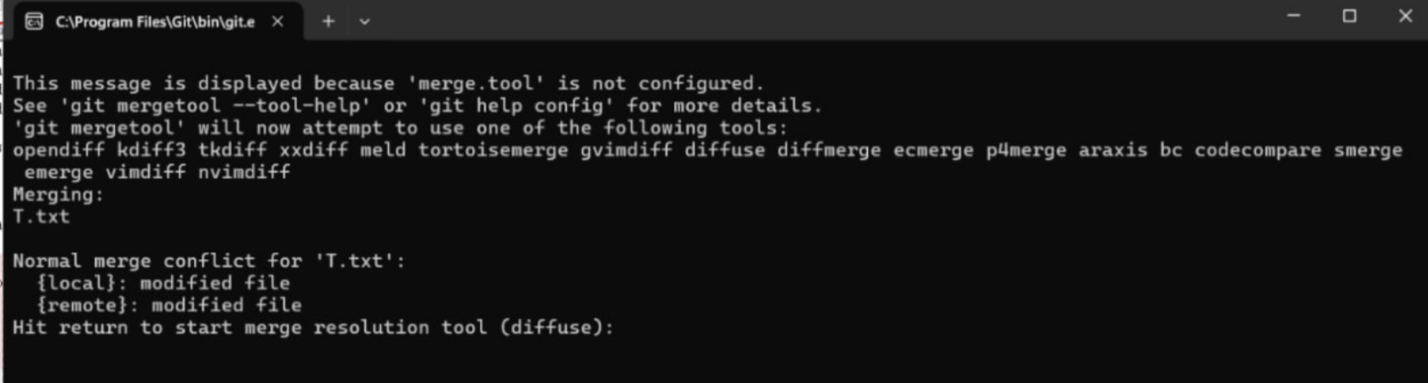 C:\Program Files\Git\bin\git.e
This message is displayed because 'merge.tool' is not configured.
See 'git mergetool --tool-help' or 'git help config' for more details.
'git mergetool' will now attempt to use one of the following tools:
opendiff kdiff3 tkdiff xxdiff meld tortoisemerge gvimdiff diffuse diffmerge ecmerge p4merge araxis bc codecompare smerge
emerge vimdiff nvimdiff
Merging:
T.txt
Normal merge conflict for 'T.txt':
{local}: modified file
{remote}: modified file
Hit return to start merge resolution tool (diffuse):